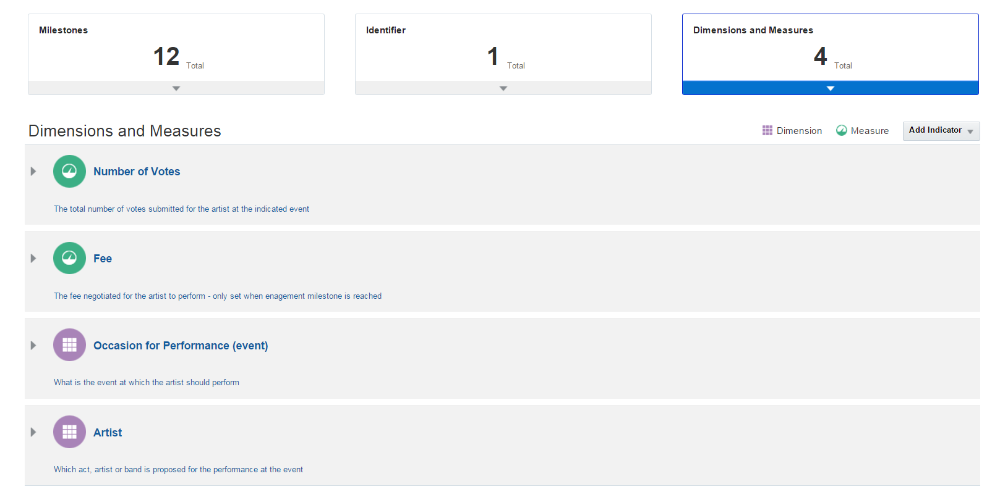 Milestones
12 Total
Identifier
1 Total
Dimensions and Measures
4 Total
Dimensions and Measures
Dimension
Measure
Add Indicator
Number of Votes
The total number of votes submitted for the artist at the indicated event
Fee
The fee negotiated for the artist to perform - only set when enagement milestone is reached
Occasion for Performance (event)
What is the event at which the artist should perform
Artist
Which act, artist or band is proposed for the performance at the event